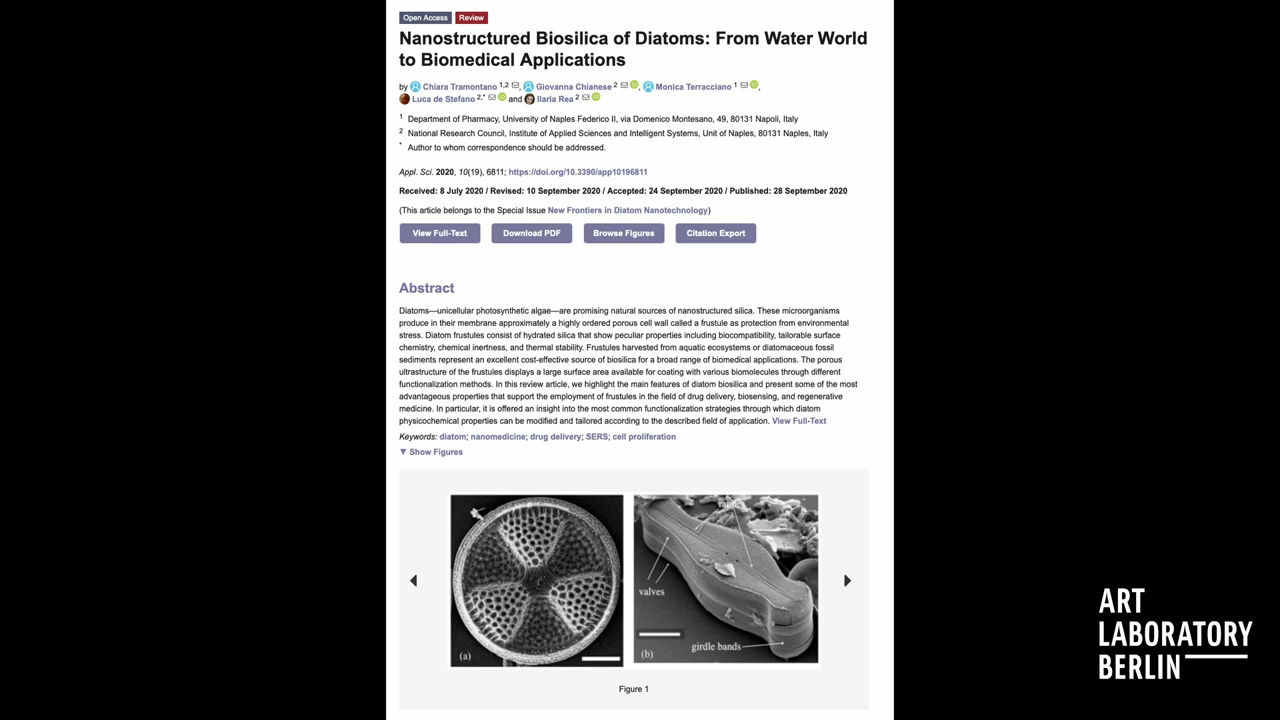 Open Access Review
Nanostructured Biosilica of Diatoms: From Water World
to Biomedical Applications
by Chiara Tramontano 1,2, Giovanna Chianese 2, Monica Terracciano 1,
Luca de Stefano 2,* and Ilaria Rea 2
1 Department of Pharmacy, University of Naples Federico II, via Domenico Montesano, 49, 80131 Napoli, Italy
2 National Research Council, Institute of Applied Sciences and Intelligent Systems, Unit of Naples, 80131 Naples, Italy
* Author to whom correspondence should be addressed.
Appl. Sci. 2020, 10(19), 6811; https://doi.org/10.3390/app10196811
Received: 8 July 2020 / Revised: 10 September 2020 / Accepted: 24 September 2020 / Published: 28 September 2020
(This article belongs to the Special Issue New Frontiers in Diatom Nanotechnology)
View Full-Text Download PDF Browse Figures Citation Export
Abstract
Diatoms—unicellular photosynthetic algae—are promising natural sources of nanostructured silica. These microorganisms
produce in their membrane approximately a highly ordered porous cell wall called a frustule as protection from environmental
stress. Diatom frustules consist of hydrated silica that show peculiar properties including biocompatibility, tailorable surface
chemistry, chemical inertness, and thermal stability. Frustules harvested from aquatic ecosystems or diatomaceous fossil
sediments represent an excellent cost-effective source of biosilica for a broad range of biomedical applications. The porous
ultrastructure of the frustules displays a large surface area available for coating with various biomolecules through different
functionalization methods. In this review article, we highlight the main features of diatom biosilica and present some of the most
advantageous properties that support the employment of frustules in the field of drug delivery, biosensing, and regenerative
medicine. In particular, it is offered an insight into the most common functionalization strategies through which diatom
physicochemical properties can be modified and tailored according to the described field of application. View Full-Text
Keywords: diatom; nanomedicine; drug delivery; SERS; cell proliferation
▼ Show Figures
valves
girdle bands
(a)
(b)
Figure 1
ART
LABORATORY
BERLIN